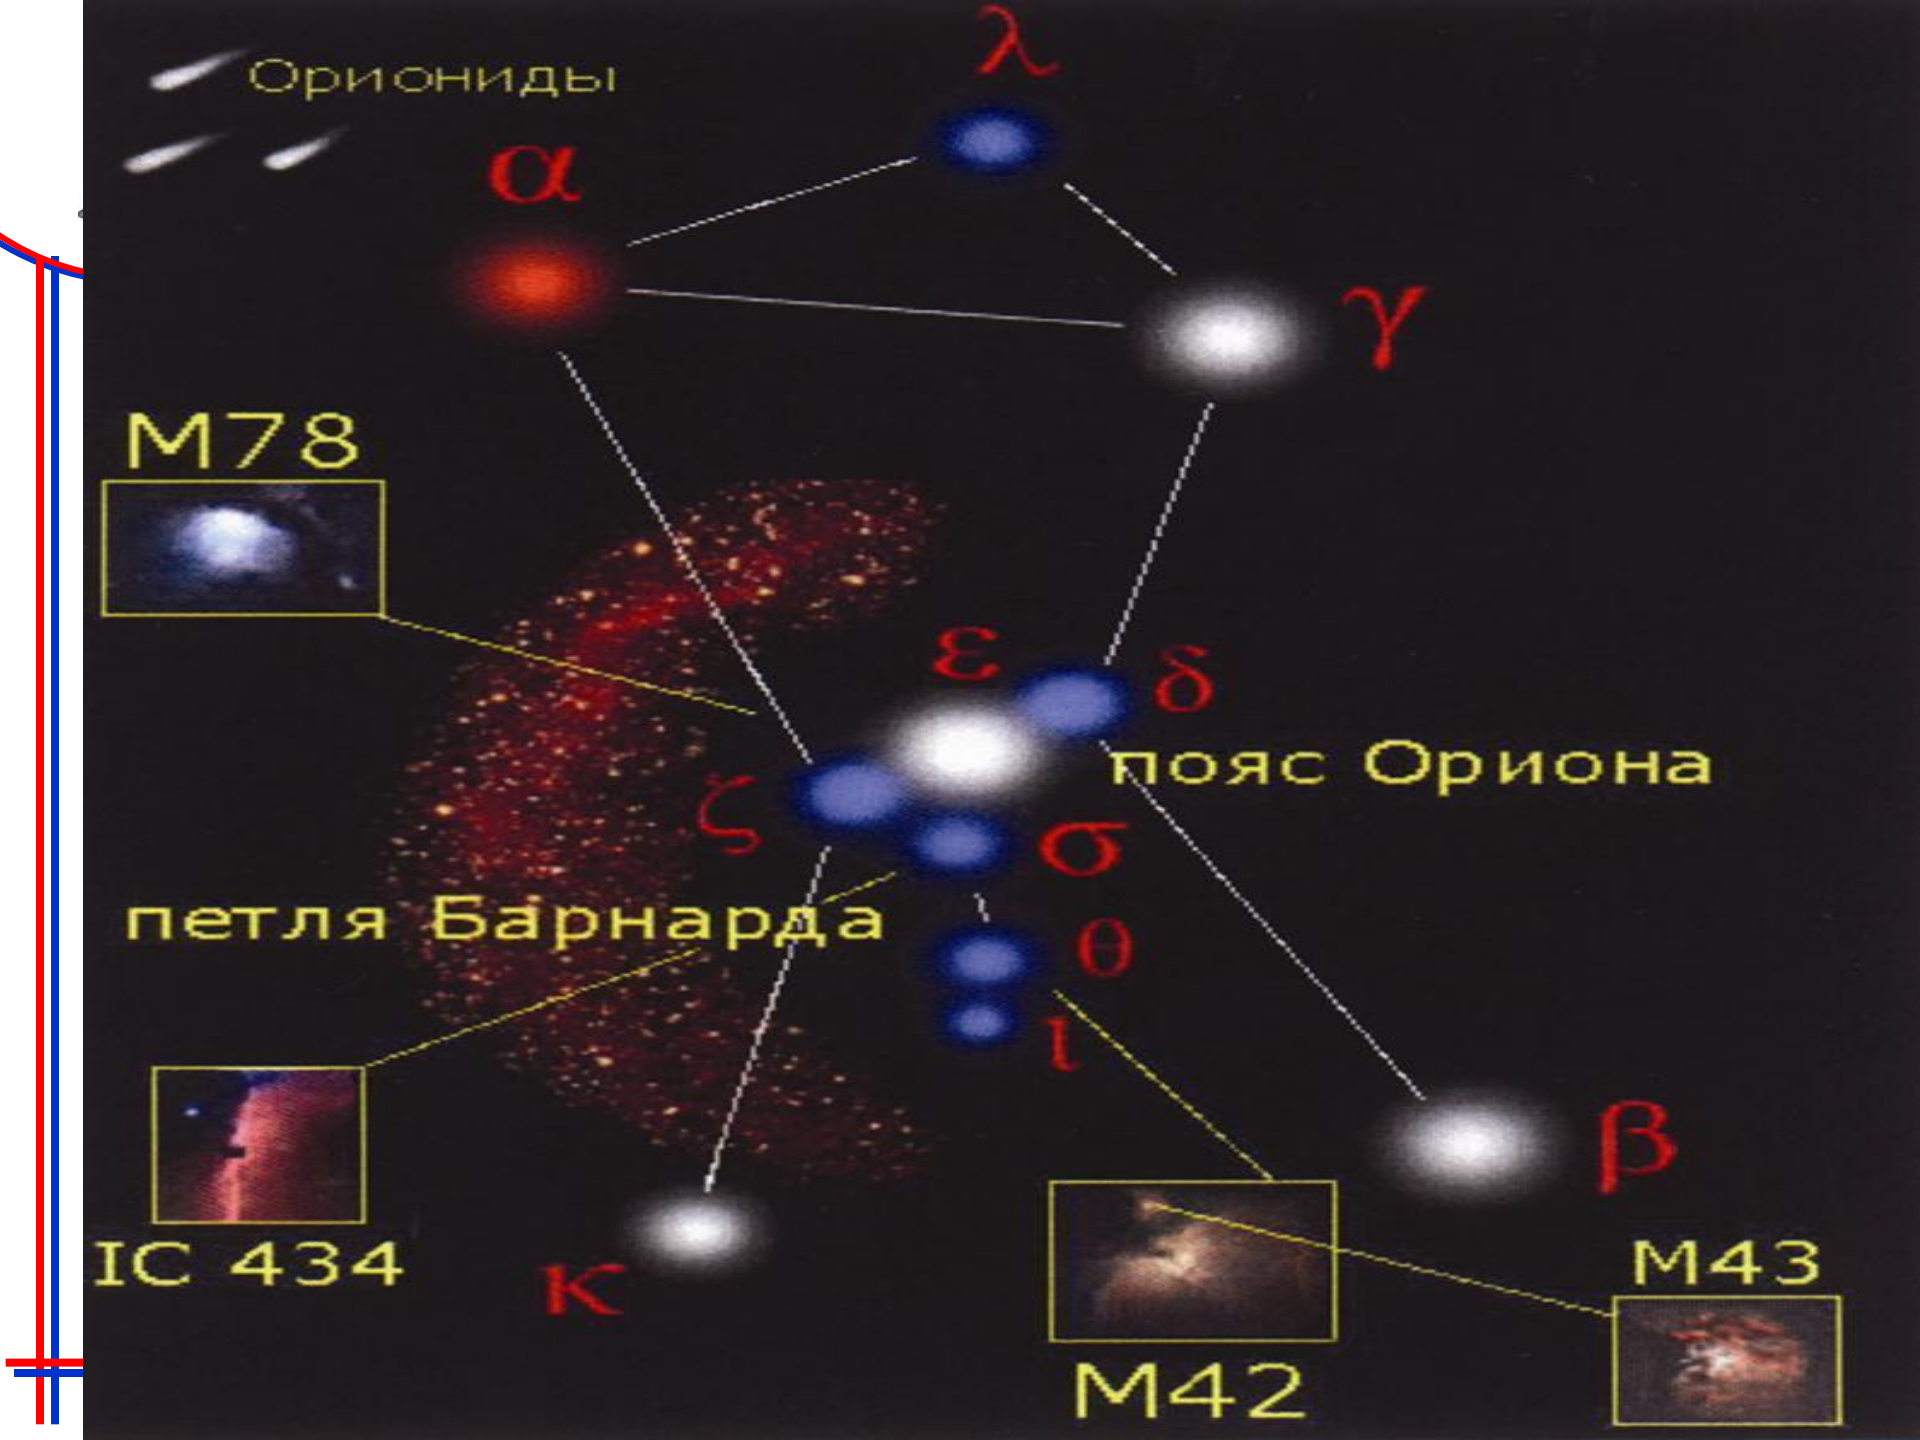 λ
Ориониды
α
γ
M78
ε
δ
пояс Ориона
ζ
σ
петля Барнарда
θ
ι
β
IC 434
κ
M43
M42